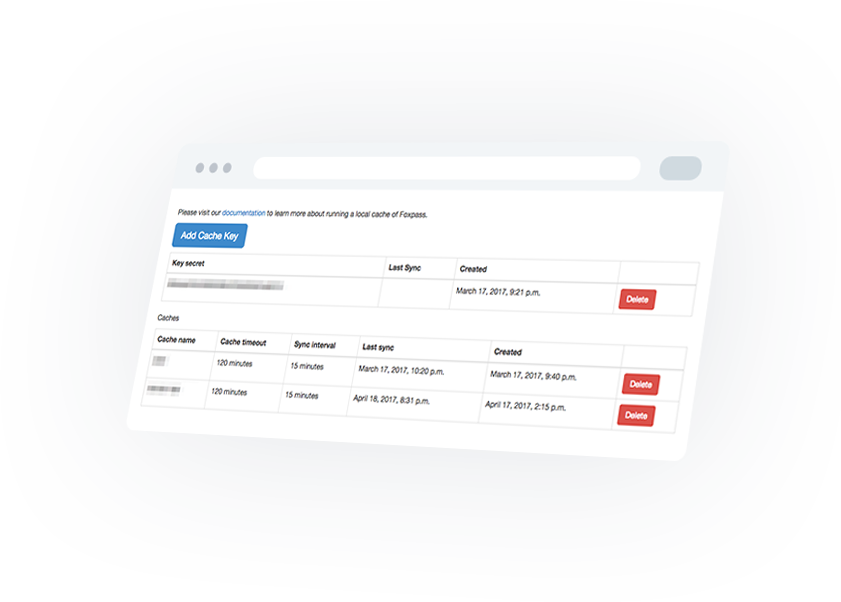 Please visit our documentation to learn more about running a local cache of Foxpass.
Add Cache Key
Key secret Last Sync Created
March 17, 2017, 9:21 p.m. Delete
Caches
Cache name Cache timeout Sync interval Last sync Created
120 minutes 15 minutes March 17, 2017, 10:20 p.m. March 17, 2017, 9:40 p.m. Delete
120 minutes 15 minutes April 18, 2017, 8:31 p.m. April 17, 2017, 2:15 p.m. Delete